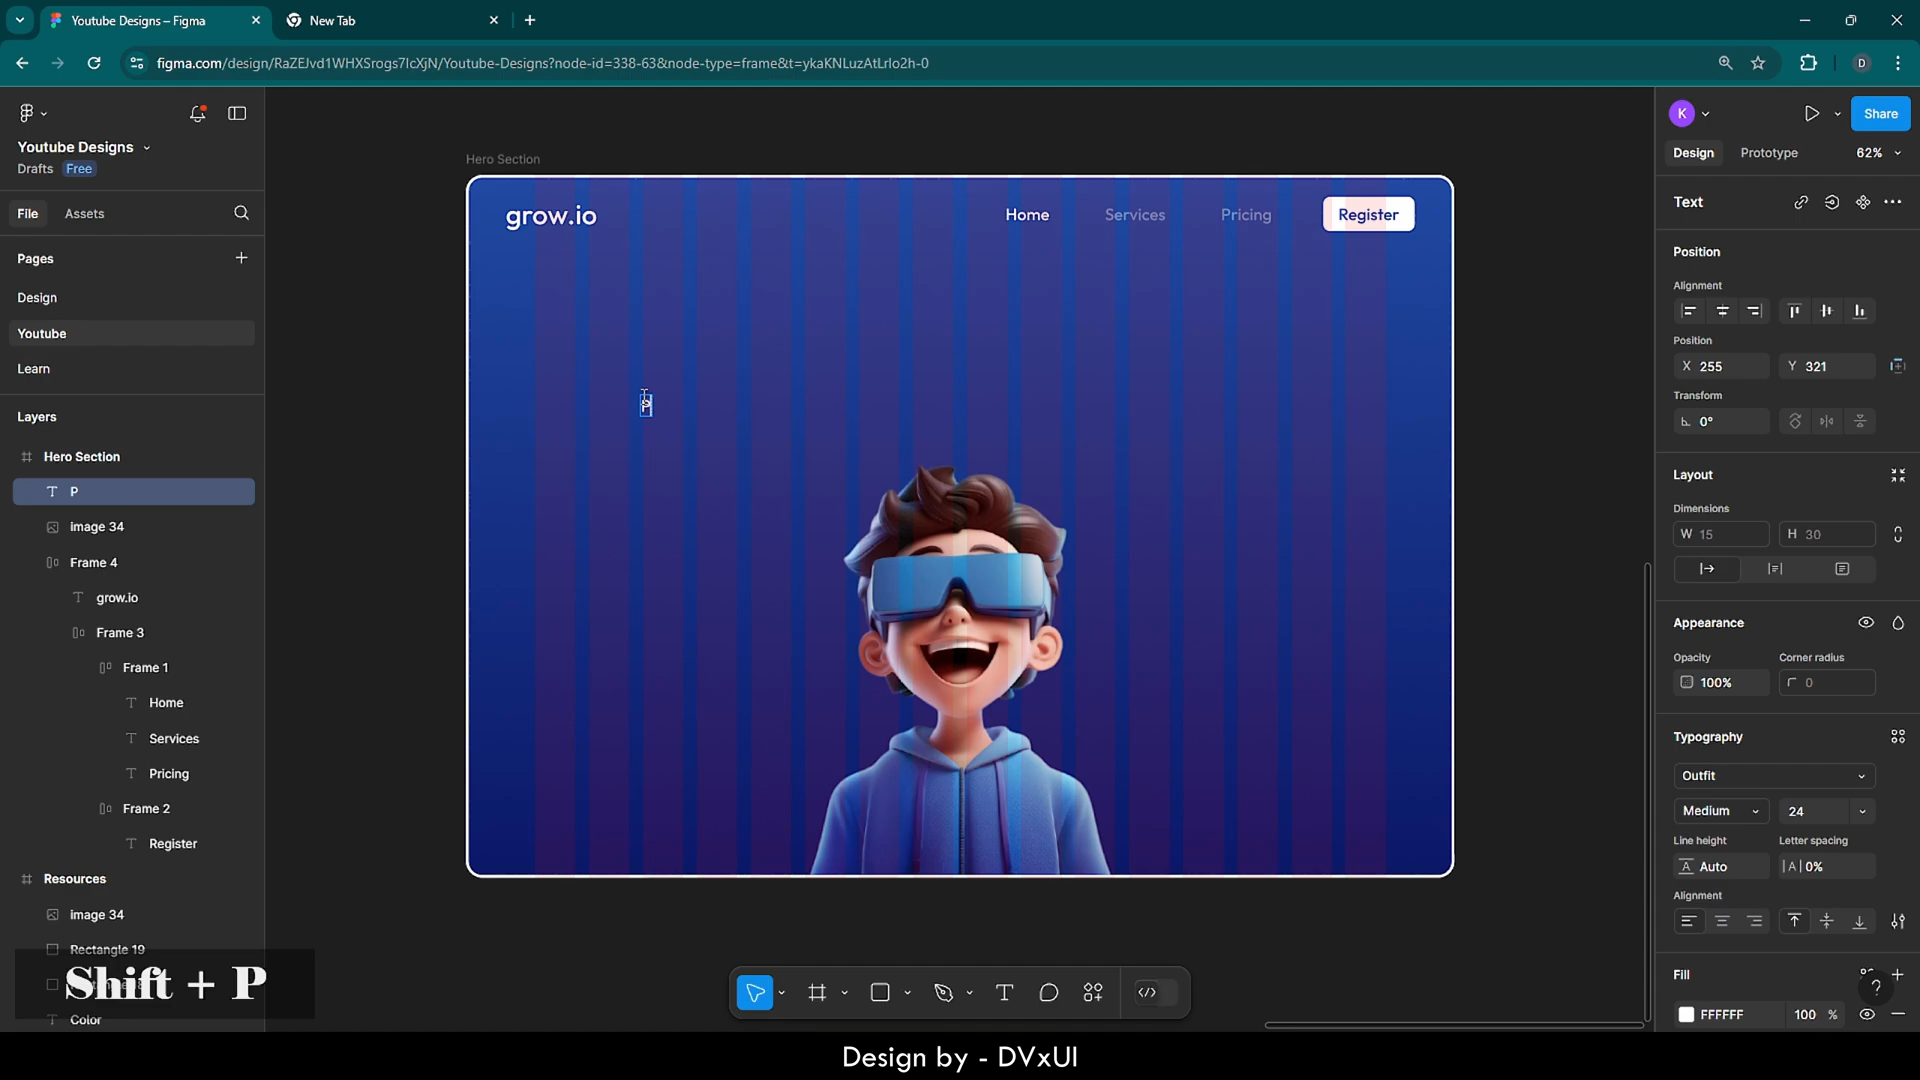 Youtube Designs – Figma
New Tab
figma.com/design/RaZEJvd1WHXSrogs7IcXjN/Youtube-Designs?node-id=338-63&node-type=frame&t=ykaKNLuzAtLrIo2h-0
D
Youtube Designs
Drafts
Free
File
Assets
Pages
Design
Youtube
Learn
Layers
Hero Section
P
image 34
Frame 4
grow.io
Frame 3
Frame 1
Home
Services
Pricing
Frame 2
Register
Resources
image 34
Rectangle 19
Color
Shift + P
Hero Section
grow.io
Home
Services
Pricing
Register
P
K
Share
Design
Prototype
62%
Text
Position
Alignment
Position
X 255
Y 321
Transform
0°
Layout
Dimensions
W 15
H 30
Appearance
Opacity
Corner radius
100%
0
Typography
Outfit
Medium
24
Line height
Letter spacing
Auto
|A| 0%
Alignment
Fill
?
FFFFFF
100 %
Design by - DVxUI